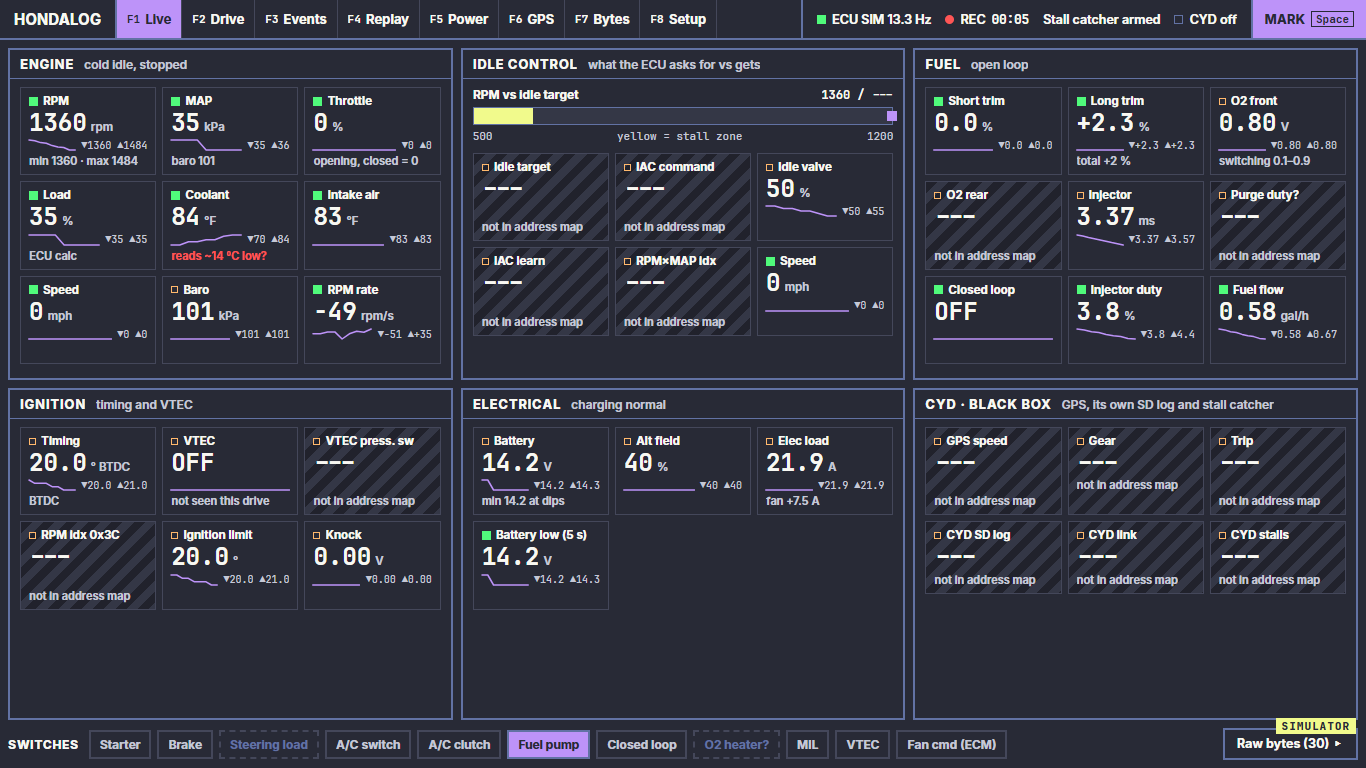 HONDALOG F1 Live F2 Drive F3 Events F4 Replay F5 Power F6 GPS F7 Bytes F8 Setup ECU SIM 13.3 Hz REC 00:05 Stall catcher armed CYD off MARK Space
ENGINE cold idle, stopped
RPM MAP Throttle
1360 rpm 35 kPa 0 %
▼1360 ▲1484 ▼35 ▲36 ▼0 ▲0
min 1360 · max 1484 baro 101 opening, closed = 0
Load Coolant Intake air
35 % 84 °F 83 °F
▼35 ▲35 ▼70 ▲84 ▼83 ▲83
ECU calc reads ~14 °C low?
Speed Baro RPM rate
0 mph 101 kPa -49 rpm/s
▼0 ▲0 ▼101 ▲101 ▼-51 ▲+35
IDLE CONTROL what the ECU asks for vs gets
RPM vs idle target 1360 / ---
500 yellow = stall zone 1200
Idle target IAC command Idle valve
--- --- 50 %
▼50 ▲55
not in address map not in address map
IAC learn RPM×MAP idx Speed
--- --- 0 mph
▼0 ▲0
not in address map not in address map
FUEL open loop
Short trim Long trim O2 front
0.0 % +2.3 % 0.80 V
▼0.0 ▲0.0 ▼+2.3 ▲+2.3 ▼0.80 ▲0.80
total +2 % switching 0.1–0.9
O2 rear Injector Purge duty?
--- 3.37 ms ---
▼3.37 ▲3.57
not in address map not in address map
Closed loop Injector duty Fuel flow
OFF 3.8 % 0.58 gal/h
▼3.8 ▲4.4 ▼0.58 ▲0.67
IGNITION timing and VTEC
Timing VTEC VTEC press. sw
20.0 ° BTDC OFF ---
▼20.0 ▲21.0
BTDC not seen this drive not in address map
RPM idx 0x3C Ignition limit Knock
--- 20.0 ° 0.00 V
▼20.0 ▲21.0 ▼0.00 ▲0.00
not in address map
ELECTRICAL charging normal
Battery Alt field Elec load
14.2 V 40 % 21.9 A
▼14.2 ▲14.3 ▼40 ▲40 ▼21.9 ▲21.9
min 14.2 at dips fan +7.5 A
Battery low (5 s)
14.2 V
▼14.2 ▲14.3
CYD · BLACK BOX GPS, its own SD log and stall catcher
GPS speed Gear Trip
--- --- ---
not in address map not in address map not in address map
CYD SD log CYD link CYD stalls
--- --- ---
not in address map not in address map not in address map
SIMULATOR
SWITCHES Starter Brake Steering load A/C switch A/C clutch Fuel pump Closed loop O2 heater? MIL VTEC Fan cmd (ECM) Raw bytes (30) ▸